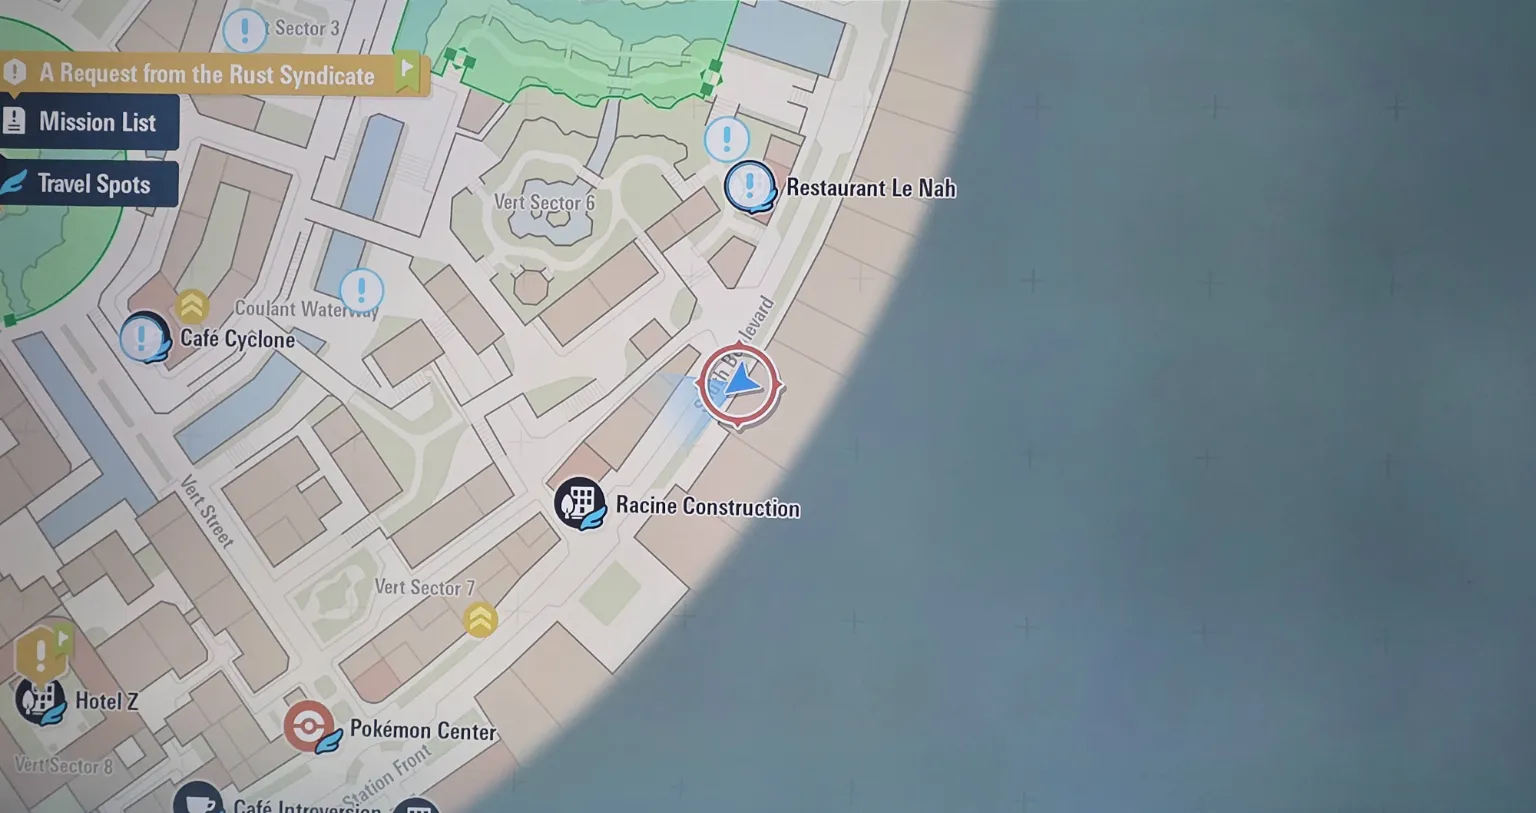 t Sector 3
A Request from the Rust Syndicate
Mission List
Travel Spots
Restaurant Le Nah
Vert Sector 6
Coulant Waterway
Café Cyclone
South Boulevard
Racine Construction
Vert Street
Vert Sector 7
Hotel Z
Pokémon Center
Vert Sector 8
Station Front
Café Introversion